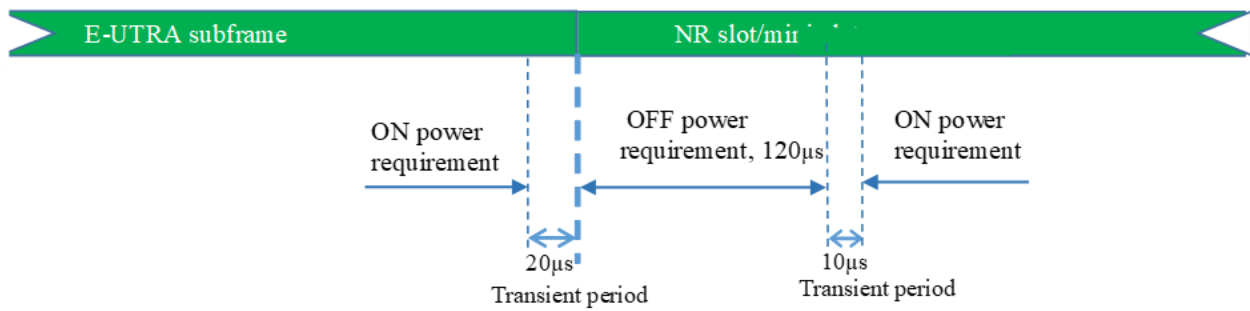 E-UTRA subframe
NR slot/
ON power
requirement
OFF power
requirement, 120μs
ON power
requirement
20μs
Transient period
10μs
Transient period